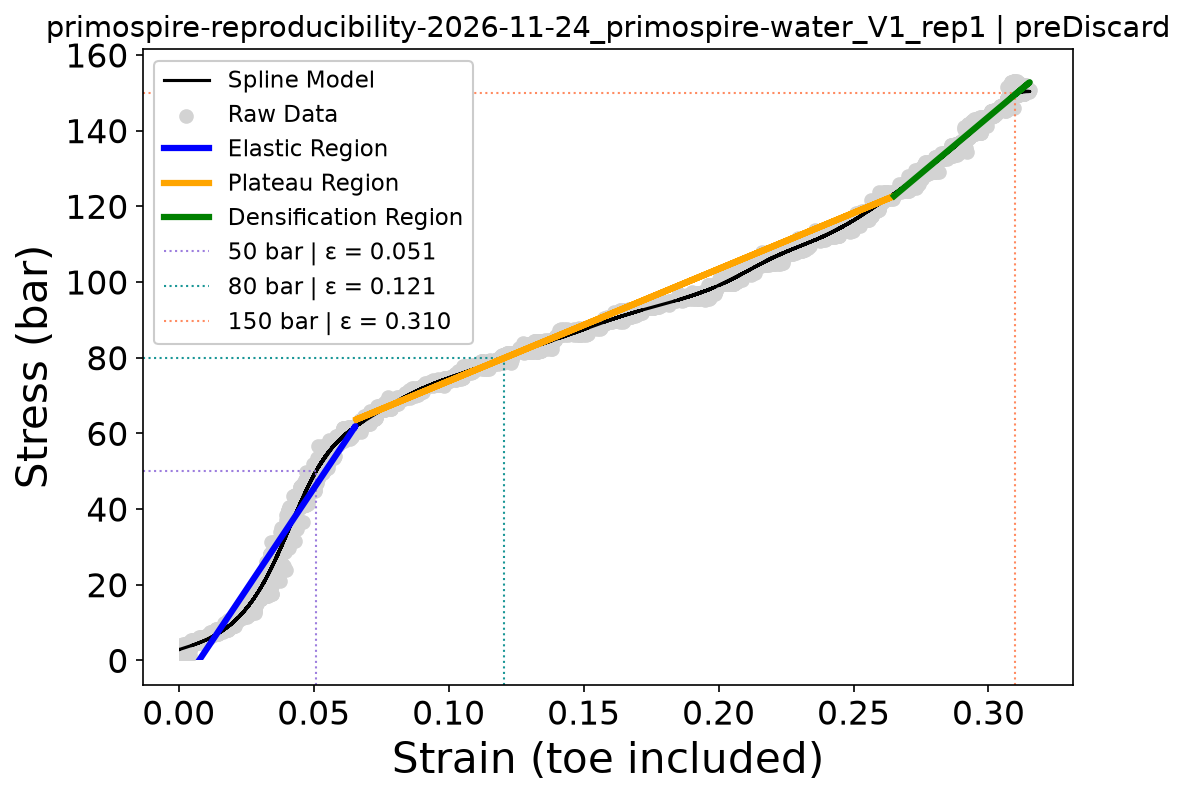 primospire-reproducibility-2026-11-24_primospire-water_V1_rep1 | preDiscard
Stress (bar)
160
140
120
100
80
60
40
20
0
Spline Model
Raw Data
Elastic Region
Plateau Region
Densification Region
50 bar | ε = 0.051
80 bar | ε = 0.121
150 bar | ε = 0.310
0.00 0.05 0.10 0.15 0.20 0.25 0.30
Strain (toe included)